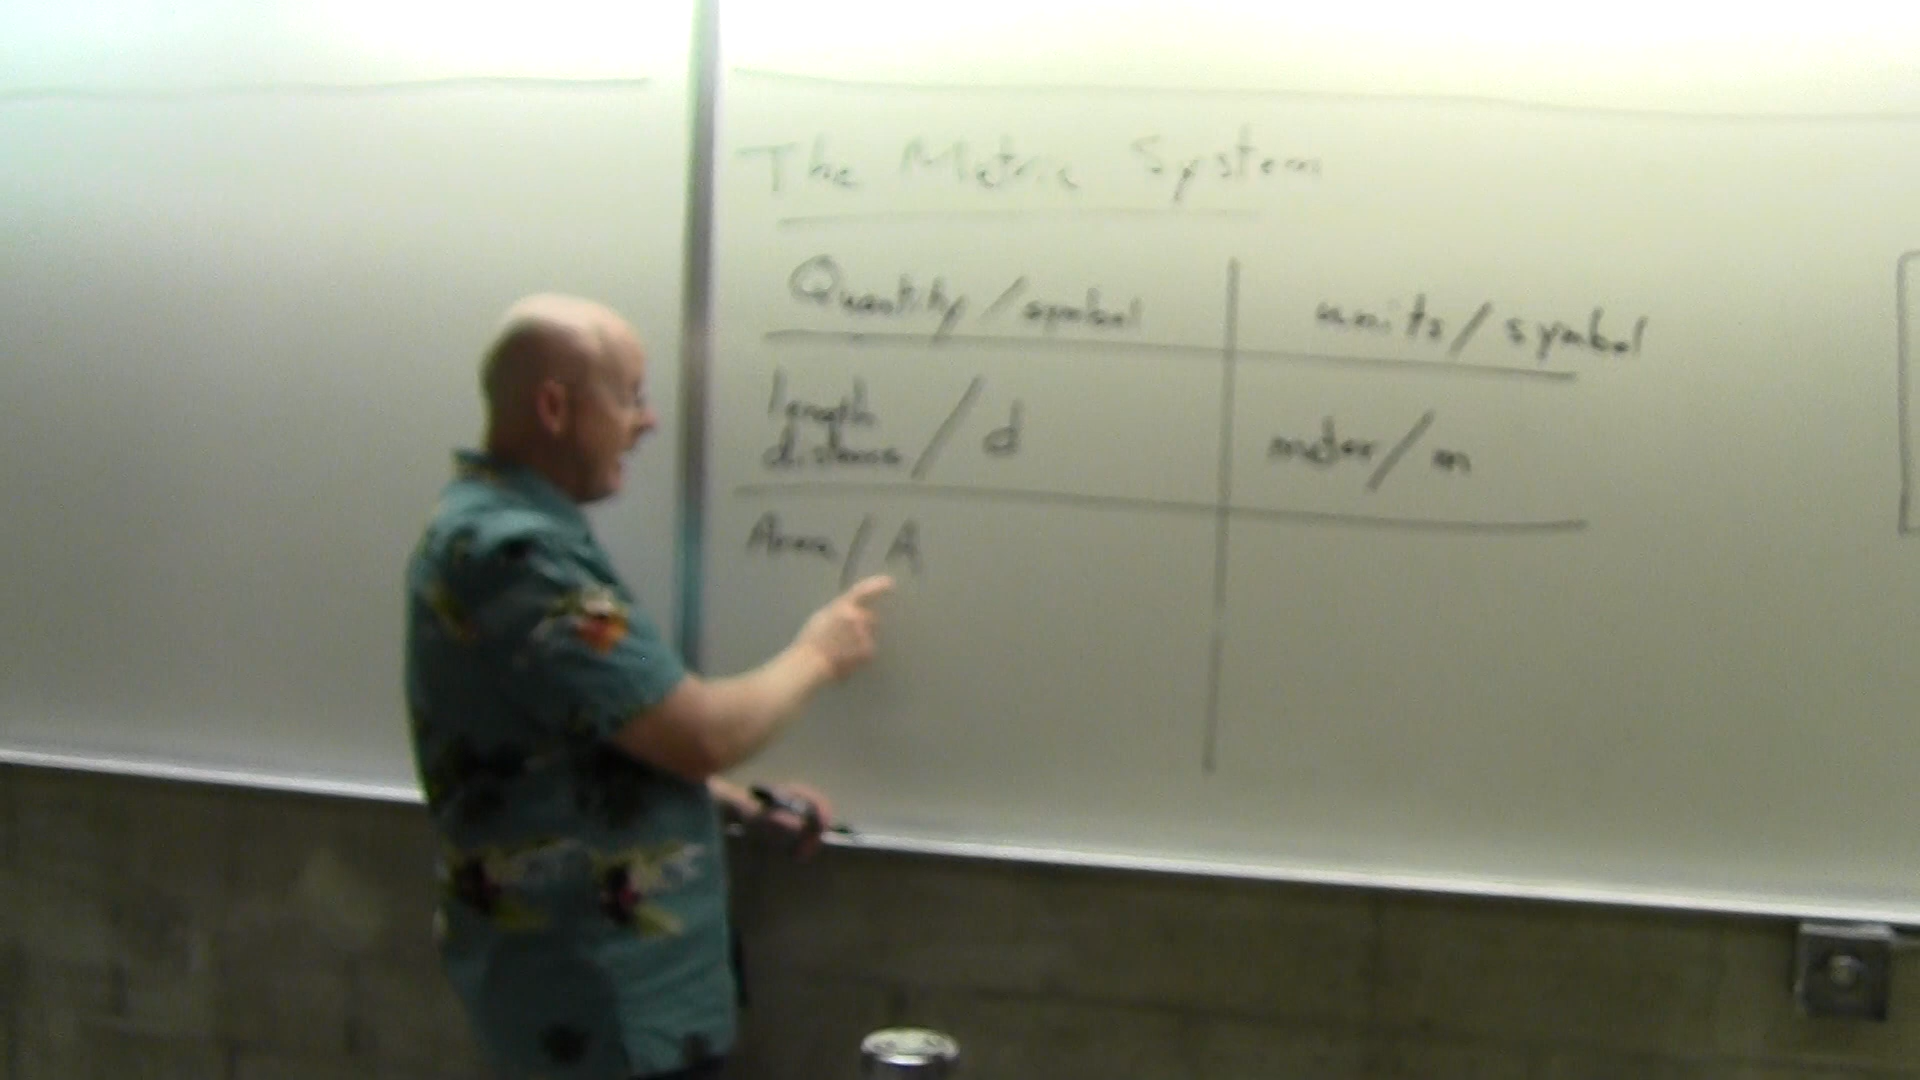 The Metric System
Quantity / symbol
units / symbol
length
distance / d
meter / m
Area / A